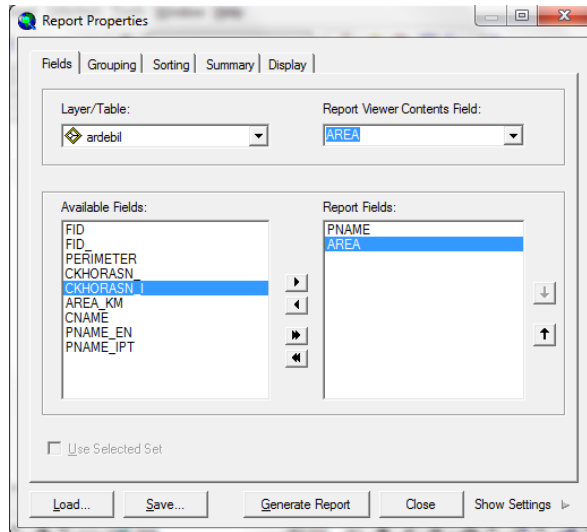 Report Properties
Fields Grouping Sorting Summary Display
Layer/Table:
ardebil
Report Viewer Contents Field:
AREA
Available Fields:
FID
FID_
PERIMETER
CKHORASN_
CKHORASN_I
AREA_KM
CNAME
PNAME_EN
PNAME_IPT
Report Fields:
PNAME
AREA
Use Selected Set
Load... Save... Generate Report Close Show Settings